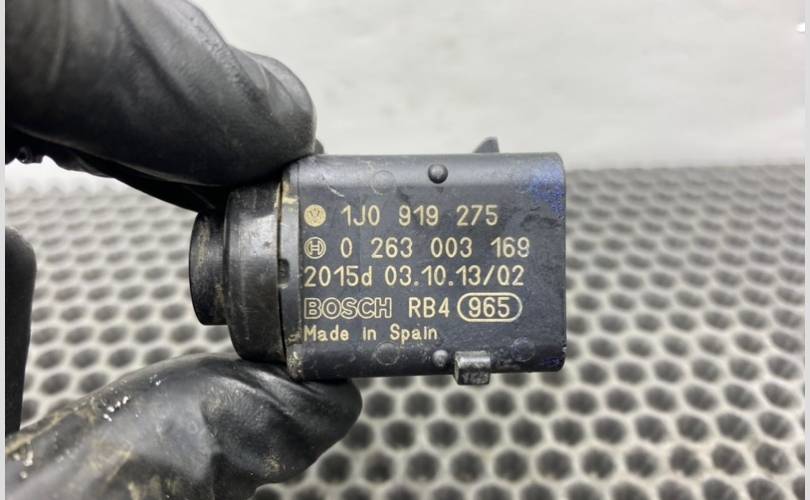 1J0 919 275
0 263 003 169
2015d 03.10.13/02
BOSCH RB4 965
Made in Spain